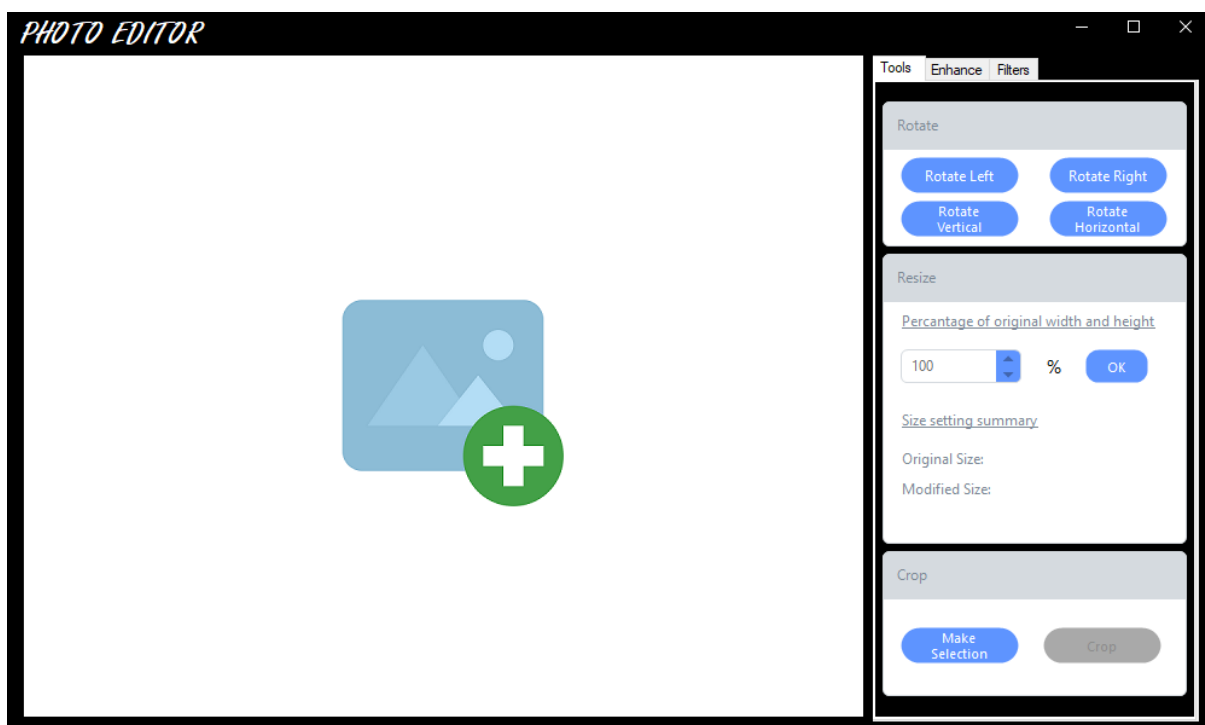 PHOTO EDITOR
Tools Enhance Filters
Rotate
Rotate Left Rotate Right
Rotate
Vertical
Rotate
Horizontal
Resize
Percantage of original width and height
100 % OK
Size setting summary
Original Size:
Modified Size:
Crop
Make
Selection
Crop